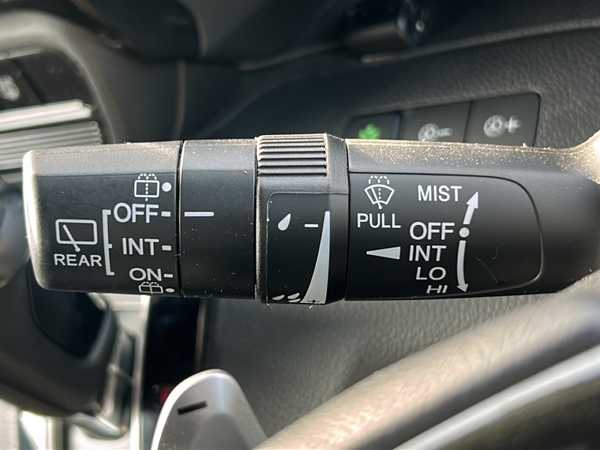 OFF
INT
ON
REAR
PULL
MIST
OFF
INT
LO
HI